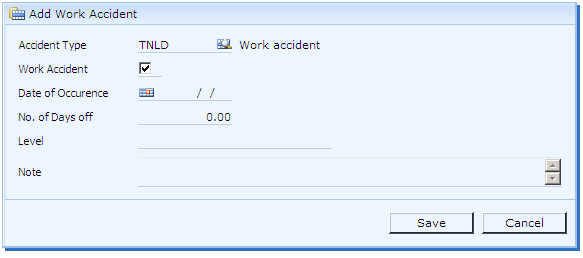 Add Work Accident
Accident Type TNLD Work accident
Work Accident
Date of Occurence / /
No. of Days off 0.00
Level
Note
Save Cancel